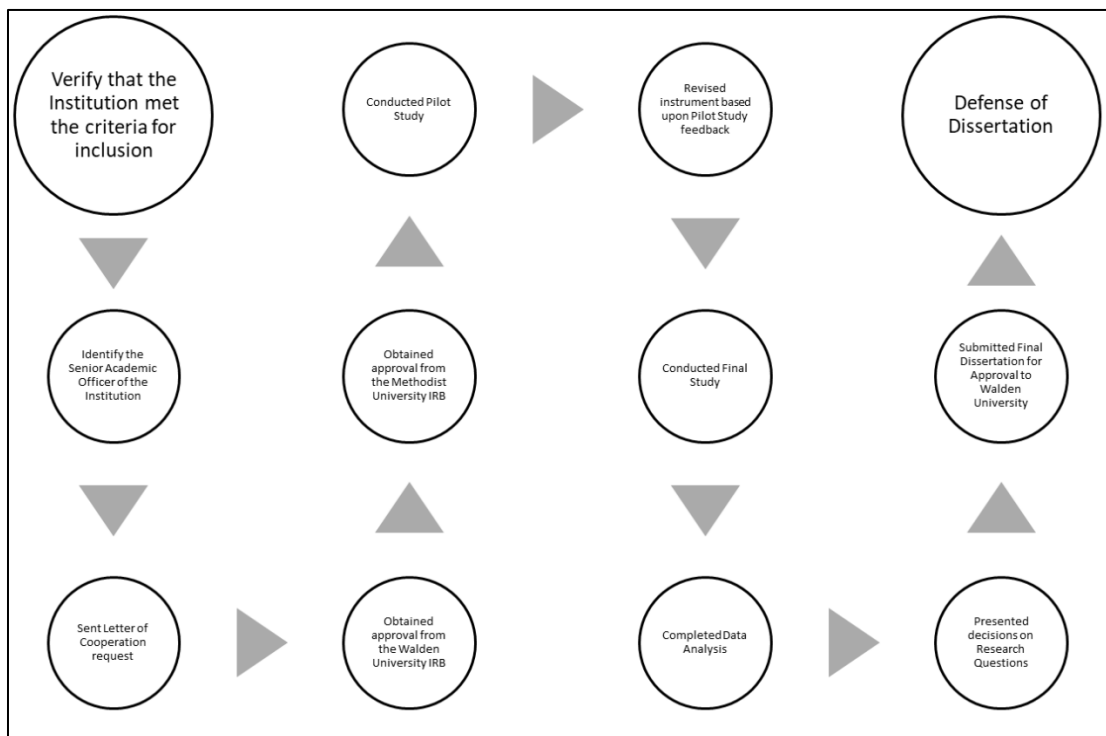 Verify that the
Institution met
the criteria for
inclusion
Identify the
Senior Academic
Officer of the
Institution
Sent Letter of
Cooperation
request
Obtained
approval from
the Walden
University IRB
Obtained
approval from
the Methodist
University IRB
Conducted Pilot
Study
Revised
instrument based
upon Pilot Study
feedback
Conducted Final
Study
Completed Data
Analysis
Presented
decisions on
Research
Questions
Submitted Final
Dissertation for
Approval to
Walden
University
Defense of
Dissertation